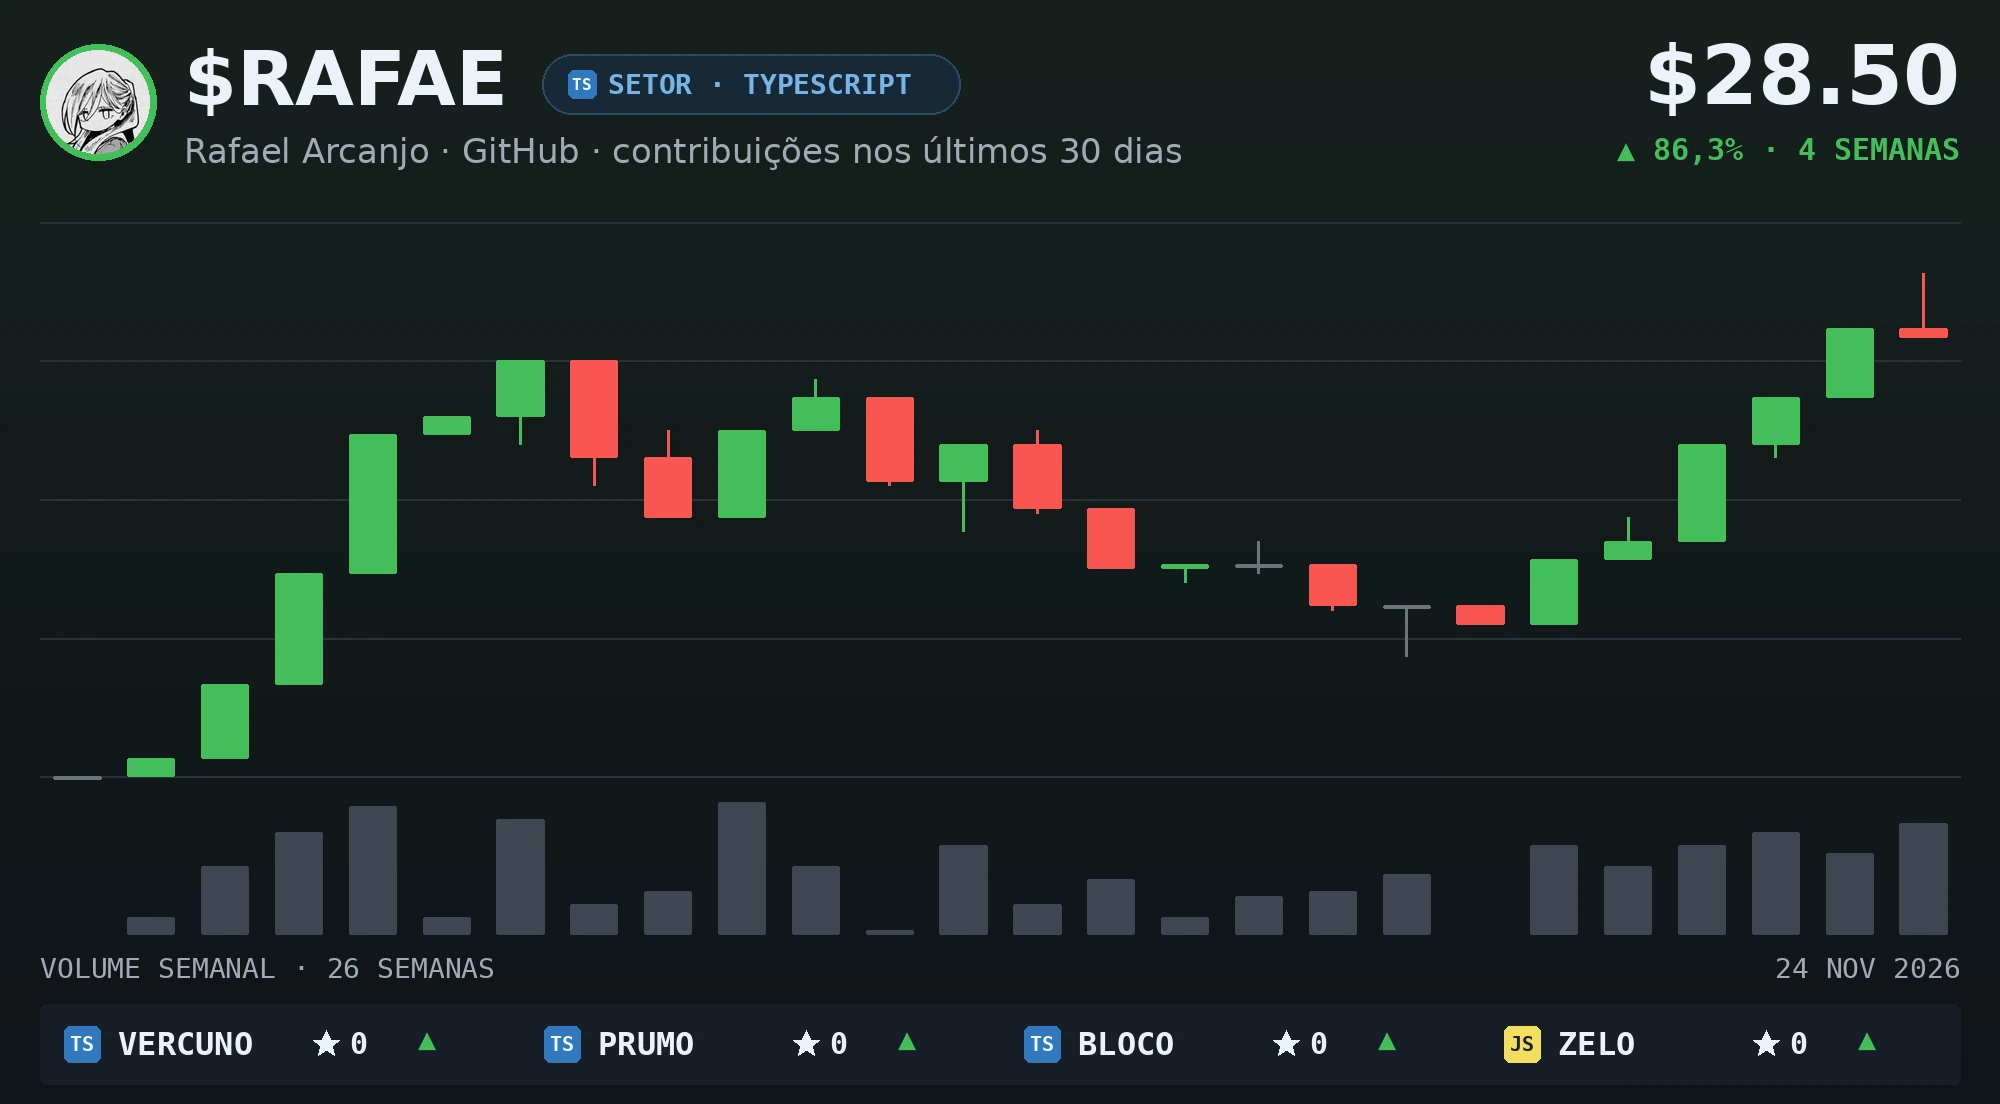 $RAFAE
TS SETOR · TYPESCRIPT
$28.50
Rafael Arcanjo · GitHub · contribuições nos últimos 30 dias
▲ 86,3% · 4 SEMANAS
VOLUME SEMANAL · 26 SEMANAS
24 NOV 2026
TS VERCUNO ★ 0 ▲
TS PRUMO ★ 0 ▲
TS BLOCO ★ 0 ▲
JS ZELO ★ 0 ▲